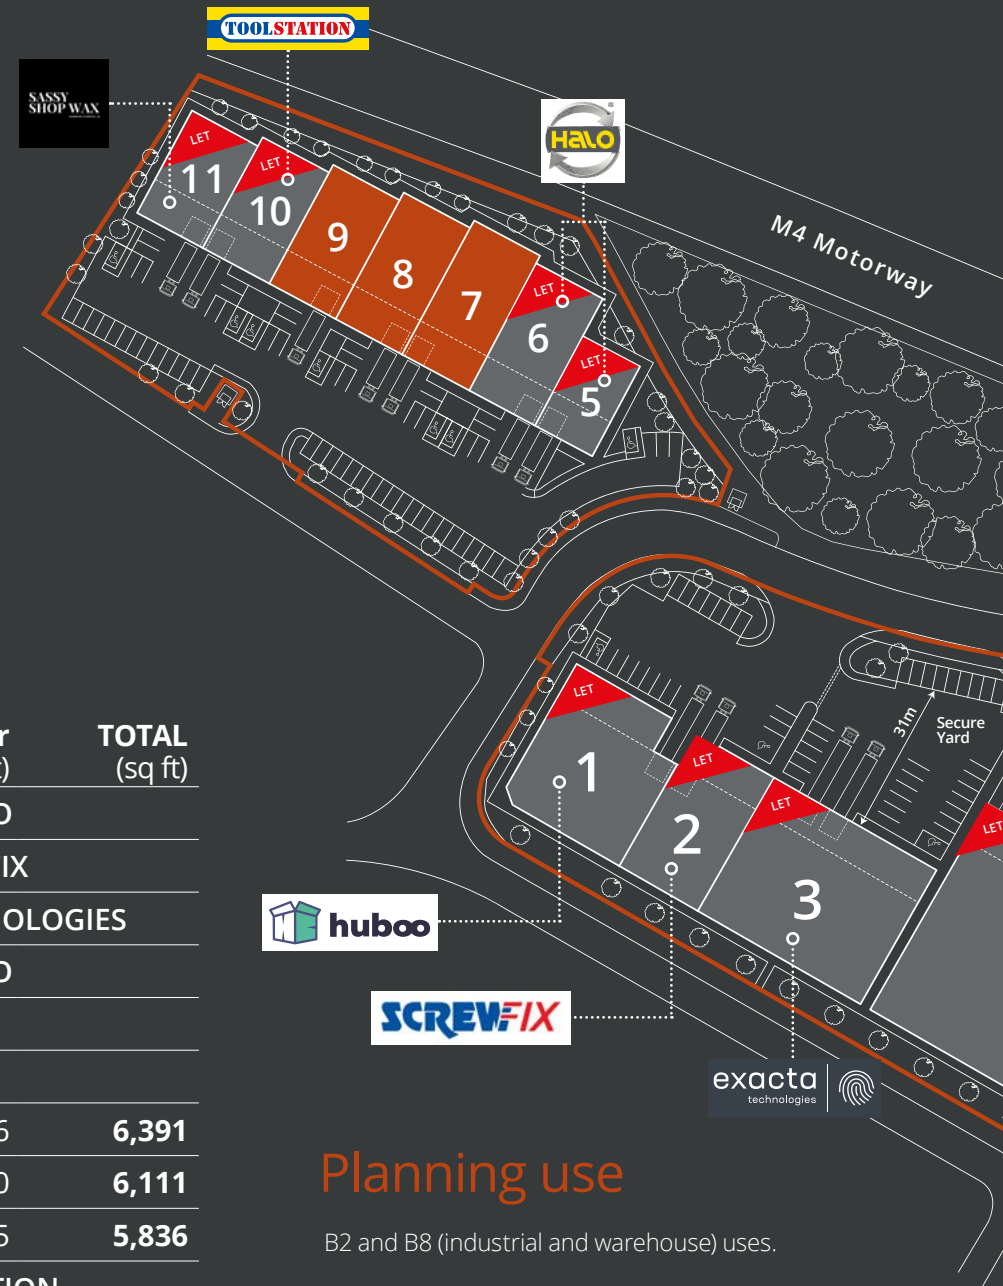 TOOLSTATION
SASSY
SHOP WAX
HALO
M4 Motorway
LET
11
LET
10
9
8
7
LET
6
LET
5
LET
1
LET
2
LET
3
LET
31m
Secure
Yard
huboo
SCREWFIX
exacta
technologies
TOTAL
(sq ft)
OLOGIES
6,391
6,111
5,836
Planning use
B2 and B8 (industrial and warehouse) uses.